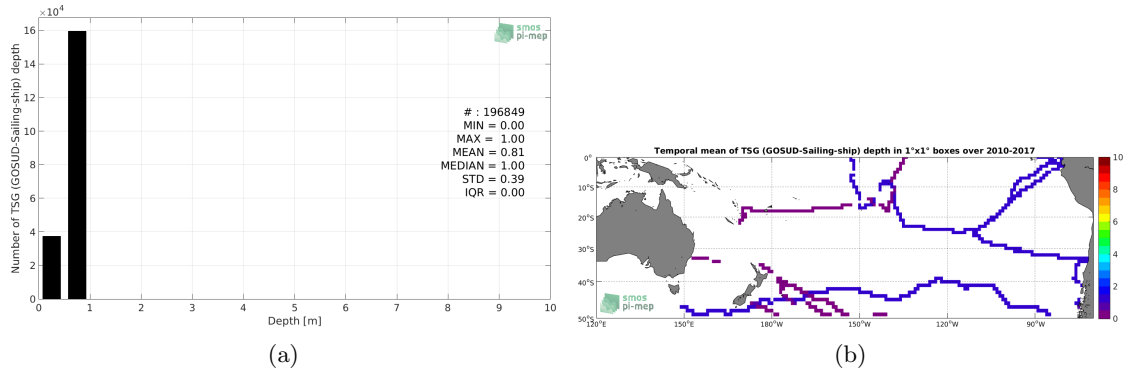 ×10⁴
smos
pi-mep
Number of TSG (GOSUD-Sailing-ship) depth
16
14
12
10
8
6
4
2
0
# : 196849
MIN = 0.00
MAX = 1.00
MEAN = 0.81
MEDIAN = 1.00
STD = 0.39
IQR = 0.00
0 1 2 3 4 5 6 7 8 9 10
Depth [m]
(a)
Temporal mean of TSG (GOSUD-Sailing-ship) depth in 1°x1° boxes over 2010-2017
0°
10°S
20°S
30°S
40°S
50°S
smos
pi-mep
120°E 150°E 180°W 150°W 120°W 90°W
10
8
6
4
2
0
(b)